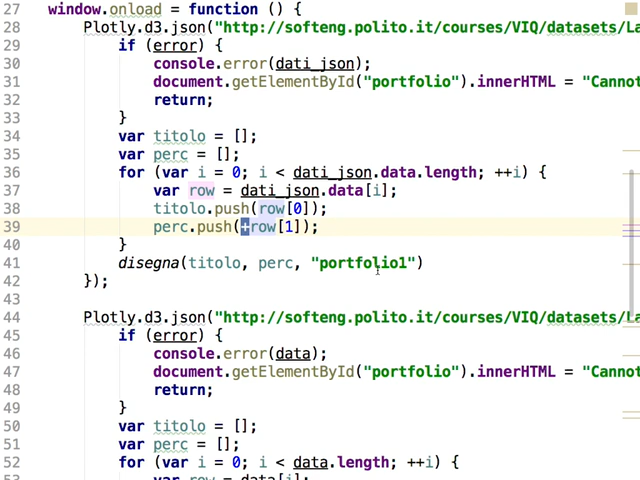 27 window.onload = function () {
28 Plotly.d3.json("http://softeng.polito.it/courses/VIQ/datasets/La
29 if (error) {
30 console.error(dati_json);
31 document.getElementById("portfolio").innerHTML = "Cannot
32 return;
33 }
34 var titolo = [];
35 var perc = [];
36 for (var i = 0; i < dati_json.data.length; ++i) {
37 var row = dati_json.data[i];
38 titolo.push(row[0]);
39 perc.push(+row[1]);
40 }
41 disegna(titolo, perc, "portfolio1")
42 });
43
44 Plotly.d3.json("http://softeng.polito.it/courses/VIQ/datasets/La
45 if (error) {
46 console.error(data);
47 document.getElementById("portfolio").innerHTML = "Cannot
48 return;
49 }
50 var titolo = [];
51 var perc = [];
52 for (var i = 0; i < data.length; ++i) {
53 var row = data[i];